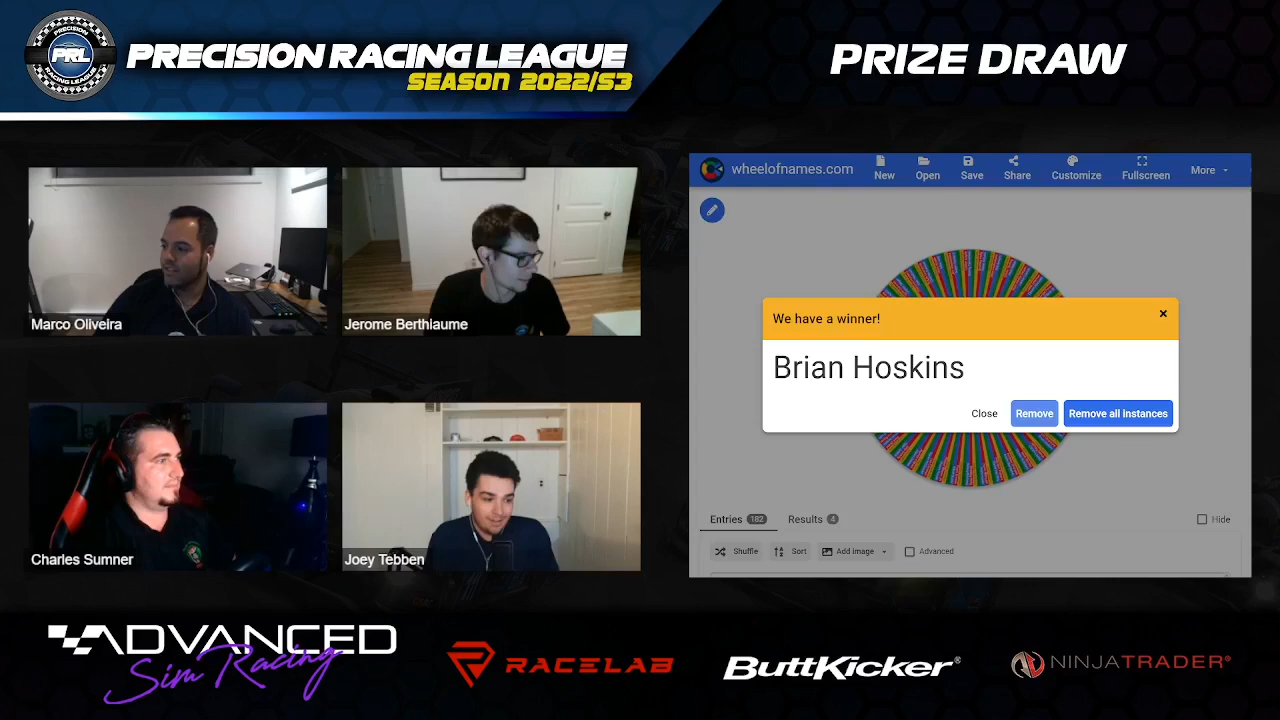 PRECISION
PRL
RACING LEAGUE
PRECISION RACING LEAGUE
SEASON 2022/S3
PRIZE DRAW
wheelofnames.com
New
Open
Save
Share
Customize
Fullscreen
More
Marco Oliveira
Jerome Berthiaume
We have a winner!
×
Brian Hoskins
Close
Remove
Remove all instances
Charles Sumner
Joey Tebben
Entries 182
Results 4
Hide
Shuffle
Sort
Add image
Advanced
ADVANCED
Sim Racing
RACELAB
ButtKicker®
NINJATRADER®